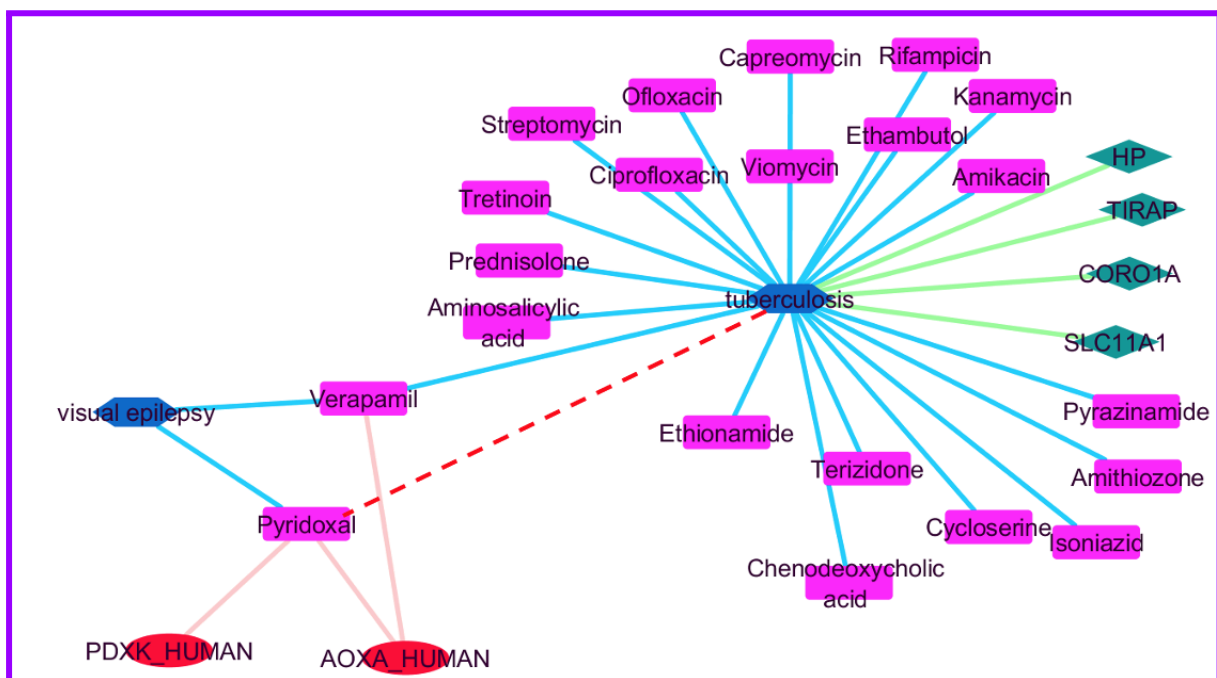 Capreomycin
Rifampicin
Ofloxacin
Kanamycin
Streptomycin
Ethambutol
HP
Ciprofloxacin
Viomycin
Amikacin
Tretinoin
TIRAP
Prednisolone
CORO1A
tuberculosis
Aminosalicylic
acid
SLC11A1
Verapamil
visual epilepsy
Pyrazinamide
Ethionamide
Terizidone
Amithiozone
Pyridoxal
Cycloserine
Isoniazid
Chenodeoxycholic
acid
PDXK_HUMAN
AOXA_HUMAN